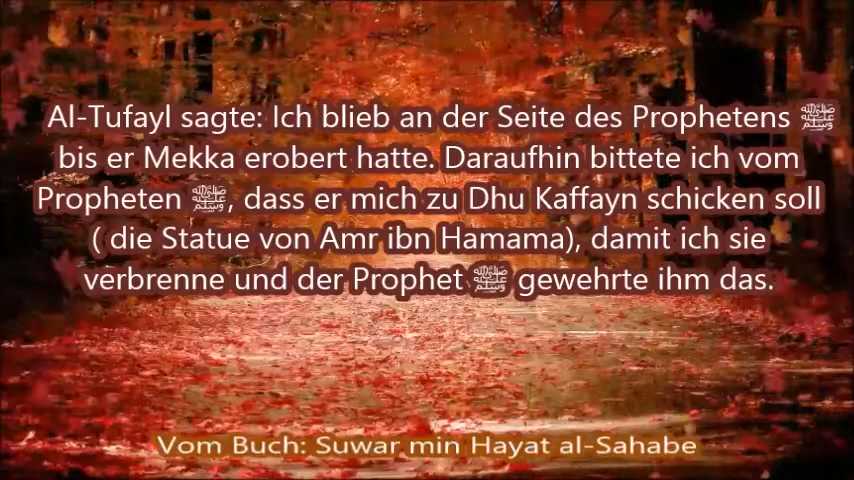 Al-Tufayl sagte: Ich blieb an der Seite des Prophetens ﷺ
bis er Mekka erobert hatte. Daraufhin bittete ich vom
Propheten ﷺ, dass er mich zu Dhu Kaffayn schicken soll
( die Statue von Amr ibn Hamama), damit ich sie
verbrenne und der Prophet ﷺ gewehrte ihm das.
Vom Buch: Suwar min Hayat al-Sahabe